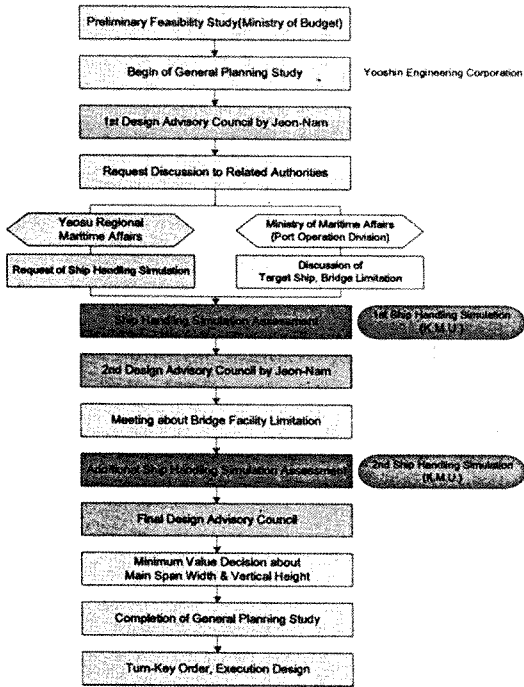 Preliminary Feasibility Study(Ministry of Budget)
Begin of General Planning Study
Yooshin Engineering Corporation
1st Design Advisory Council by Jeon-Nam
Request Discussion to Related Authorities
Yeosu Regional
Maritime Affairs
Ministry of Maritime Affairs
(Port Operation Division)
Request of Ship Handling Simulation
Discussion of
Target Ship, Bridge Limitation
Ship Handling Simulation Assessment
1st Ship Handling Simulation
(K.M.U.)
2nd Design Advisory Council by Jeon-Nam
Meeting about Bridge Facility Limitation
Additional Ship Handling Simulation Assessment
2nd Ship Handling Simulation
(K.M.U.)
Final Design Advisory Council
Minimum Value Decision about
Main Span Width & Vertical Height
Completion of General Planning Study
Turn-Key Order, Execution Design